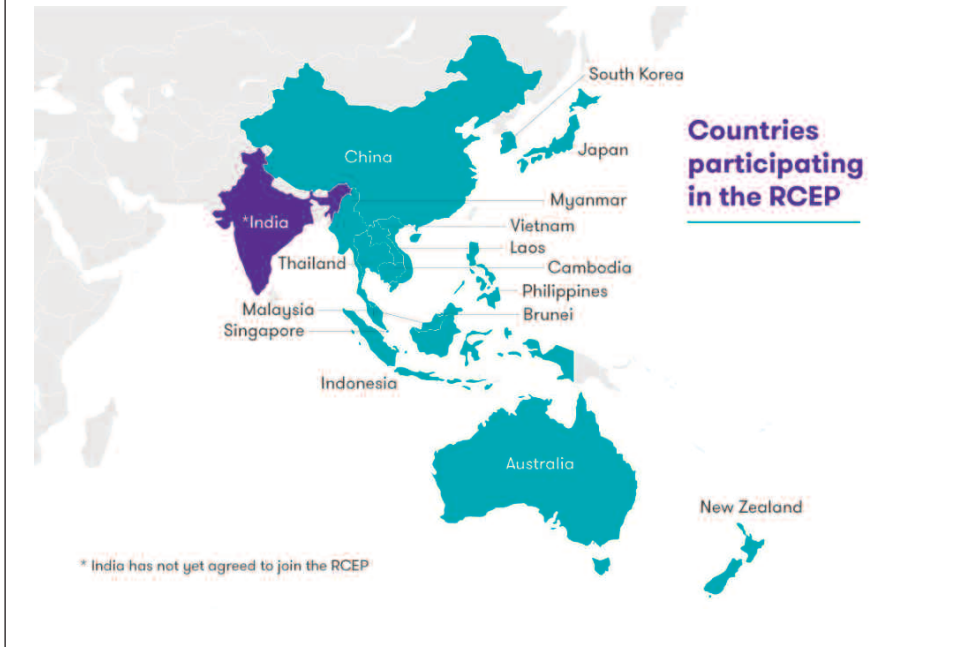 South Korea
Countries
participating
in the RCEP
China
Japan
Myanmar
*India
Vietnam
Laos
Thailand
Cambodia
Philippines
Malaysia
Brunei
Singapore
Indonesia
Australia
New Zealand
* India has not yet agreed to join the RCEP